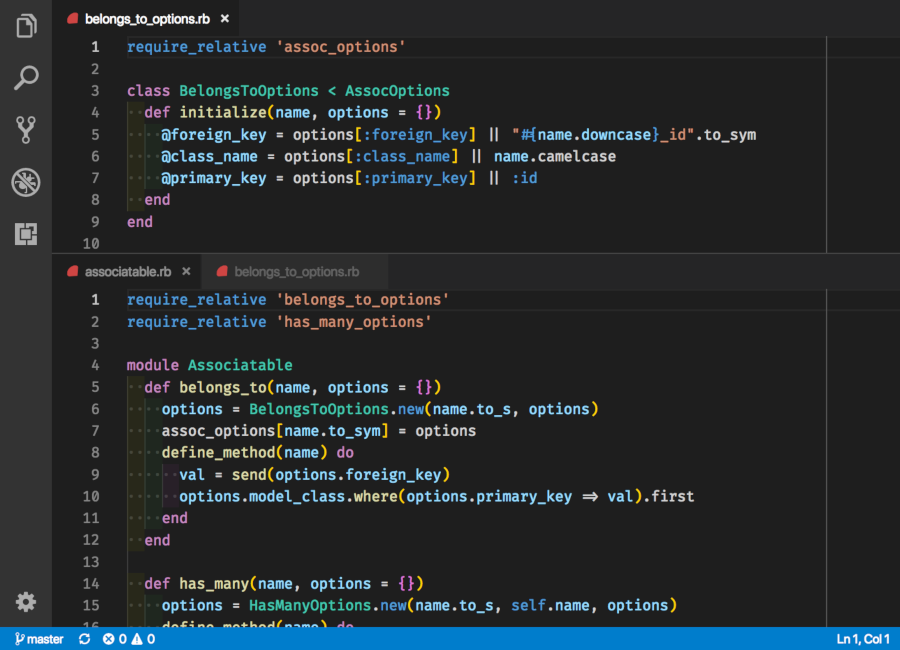 belongs_to_options.rb ×
1 require_relative 'assoc_options'
2
3 class BelongsToOptions < AssocOptions
4 def initialize(name, options = {})
5 @foreign_key = options[:foreign_key] || "#{name.downcase}_id".to_sym
6 @class_name = options[:class_name] || name.camelcase
7 @primary_key = options[:primary_key] || :id
8 end
9 end
10
associatable.rb × belongs_to_options.rb
1 require_relative 'belongs_to_options'
2 require_relative 'has_many_options'
3
4 module Associatable
5 def belongs_to(name, options = {})
6 options = BelongsToOptions.new(name.to_s, options)
7 assoc_options[name.to_sym] = options
8 define_method(name) do
9 val = send(options.foreign_key)
10 options.model_class.where(options.primary_key => val).first
11 end
12 end
13
14 def has_many(name, options = {})
15 options = HasManyOptions.new(name.to_s, self.name, options)
16 define_method(name) do
master 0 0 Ln 1, Col 1